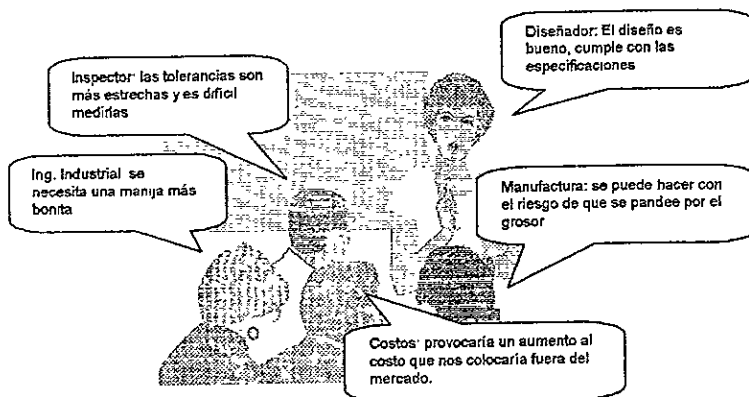 Diseñador: El diseño es
bueno, cumple con las
especificaciones
Inspector: las tolerancias son
más estrechas y es difícil
medirlas
Ing. Industrial se
necesita una manija más
bonita
Manufactura: se puede hacer con
el riesgo de que se pandee por el
grosor
Costos: provocaría un aumento al
costo que nos colocaría fuera del
mercado.